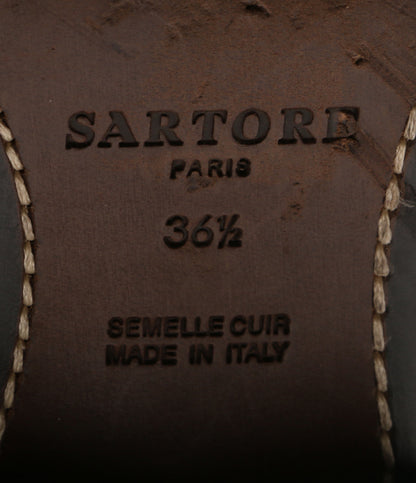 SARTORE
PARIS
36½
SEMELLE CUIR
MADE IN ITALY